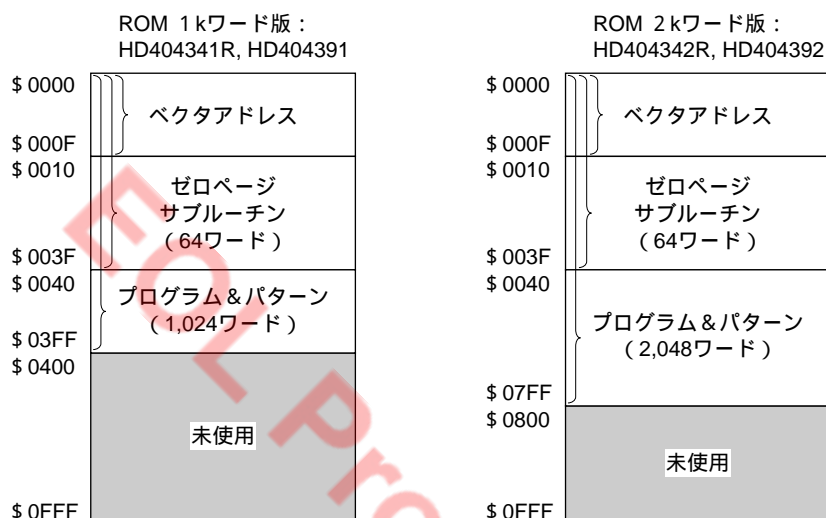 ROM 1kワード版：
HD404341R, HD404391
$0000
ベクタアドレス
$000F
$0010
ゼロページ
サブルーチン
（64ワード）
$003F
$0040
プログラム＆パターン
（1,024ワード）
$03FF
$0400
未使用
$0FFF
ROM 2kワード版：
HD404342R, HD404392
$0000
ベクタアドレス
$000F
$0010
ゼロページ
サブルーチン
（64ワード）
$003F
$0040
プログラム＆パターン
（2,048ワード）
$07FF
$0800
未使用
$0FFF
EOL Pro